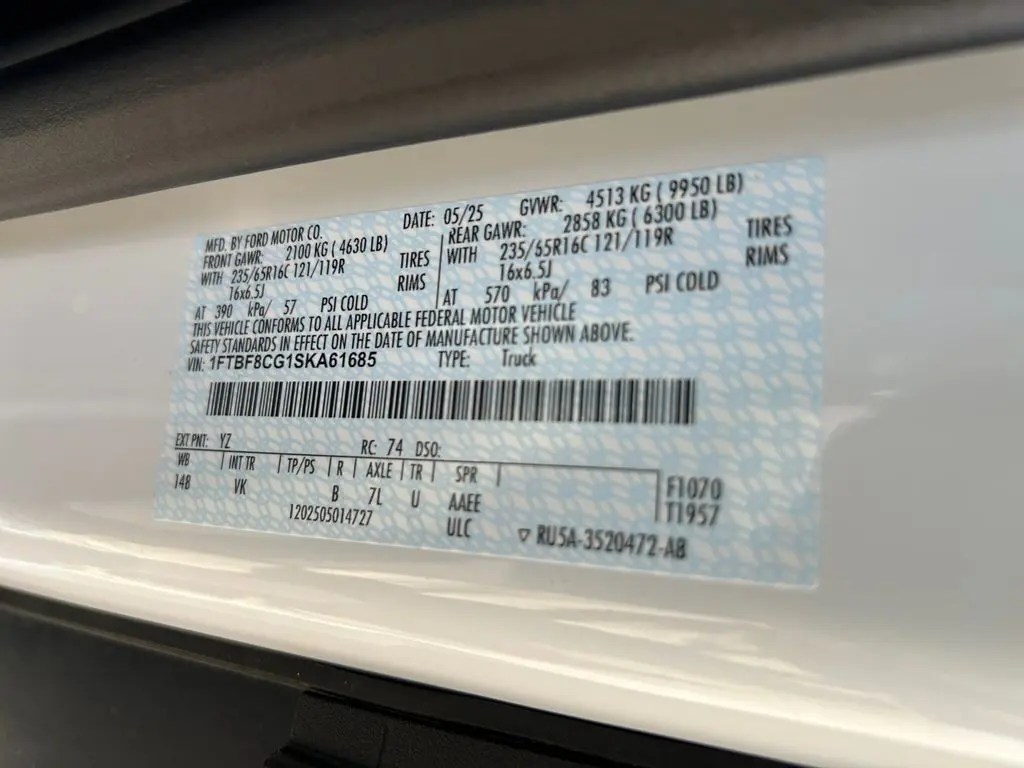 MFD. BY FORD MOTOR CO. DATE: 05/25 GVWR: 4513 KG ( 9950 LB)
FRONT GAWR: 2100 KG ( 4630 LB) REAR GAWR: 2858 KG ( 6300 LB)
WITH 235/65R16C 121/119R TIRES WITH 235/65R16C 121/119R TIRES
16x6.5J RIMS 16x6.5J RIMS
AT 390 kPa/ 57 PSI COLD AT 570 kPa/ 83 PSI COLD
THIS VEHICLE CONFORMS TO ALL APPLICABLE FEDERAL MOTOR VEHICLE
SAFETY STANDARDS IN EFFECT ON THE DATE OF MANUFACTURE SHOWN ABOVE.
VIN: 1FTBF8CG1SKA61685 TYPE: Truck
EXT PNT: YZ RC: 74 DSO:
WB INT TR TP/PS R AXLE TR SPR
148 VK B 7L U AAEE F1070
1202505014727 ULC T1957
▽ RU5A-3520472-AB